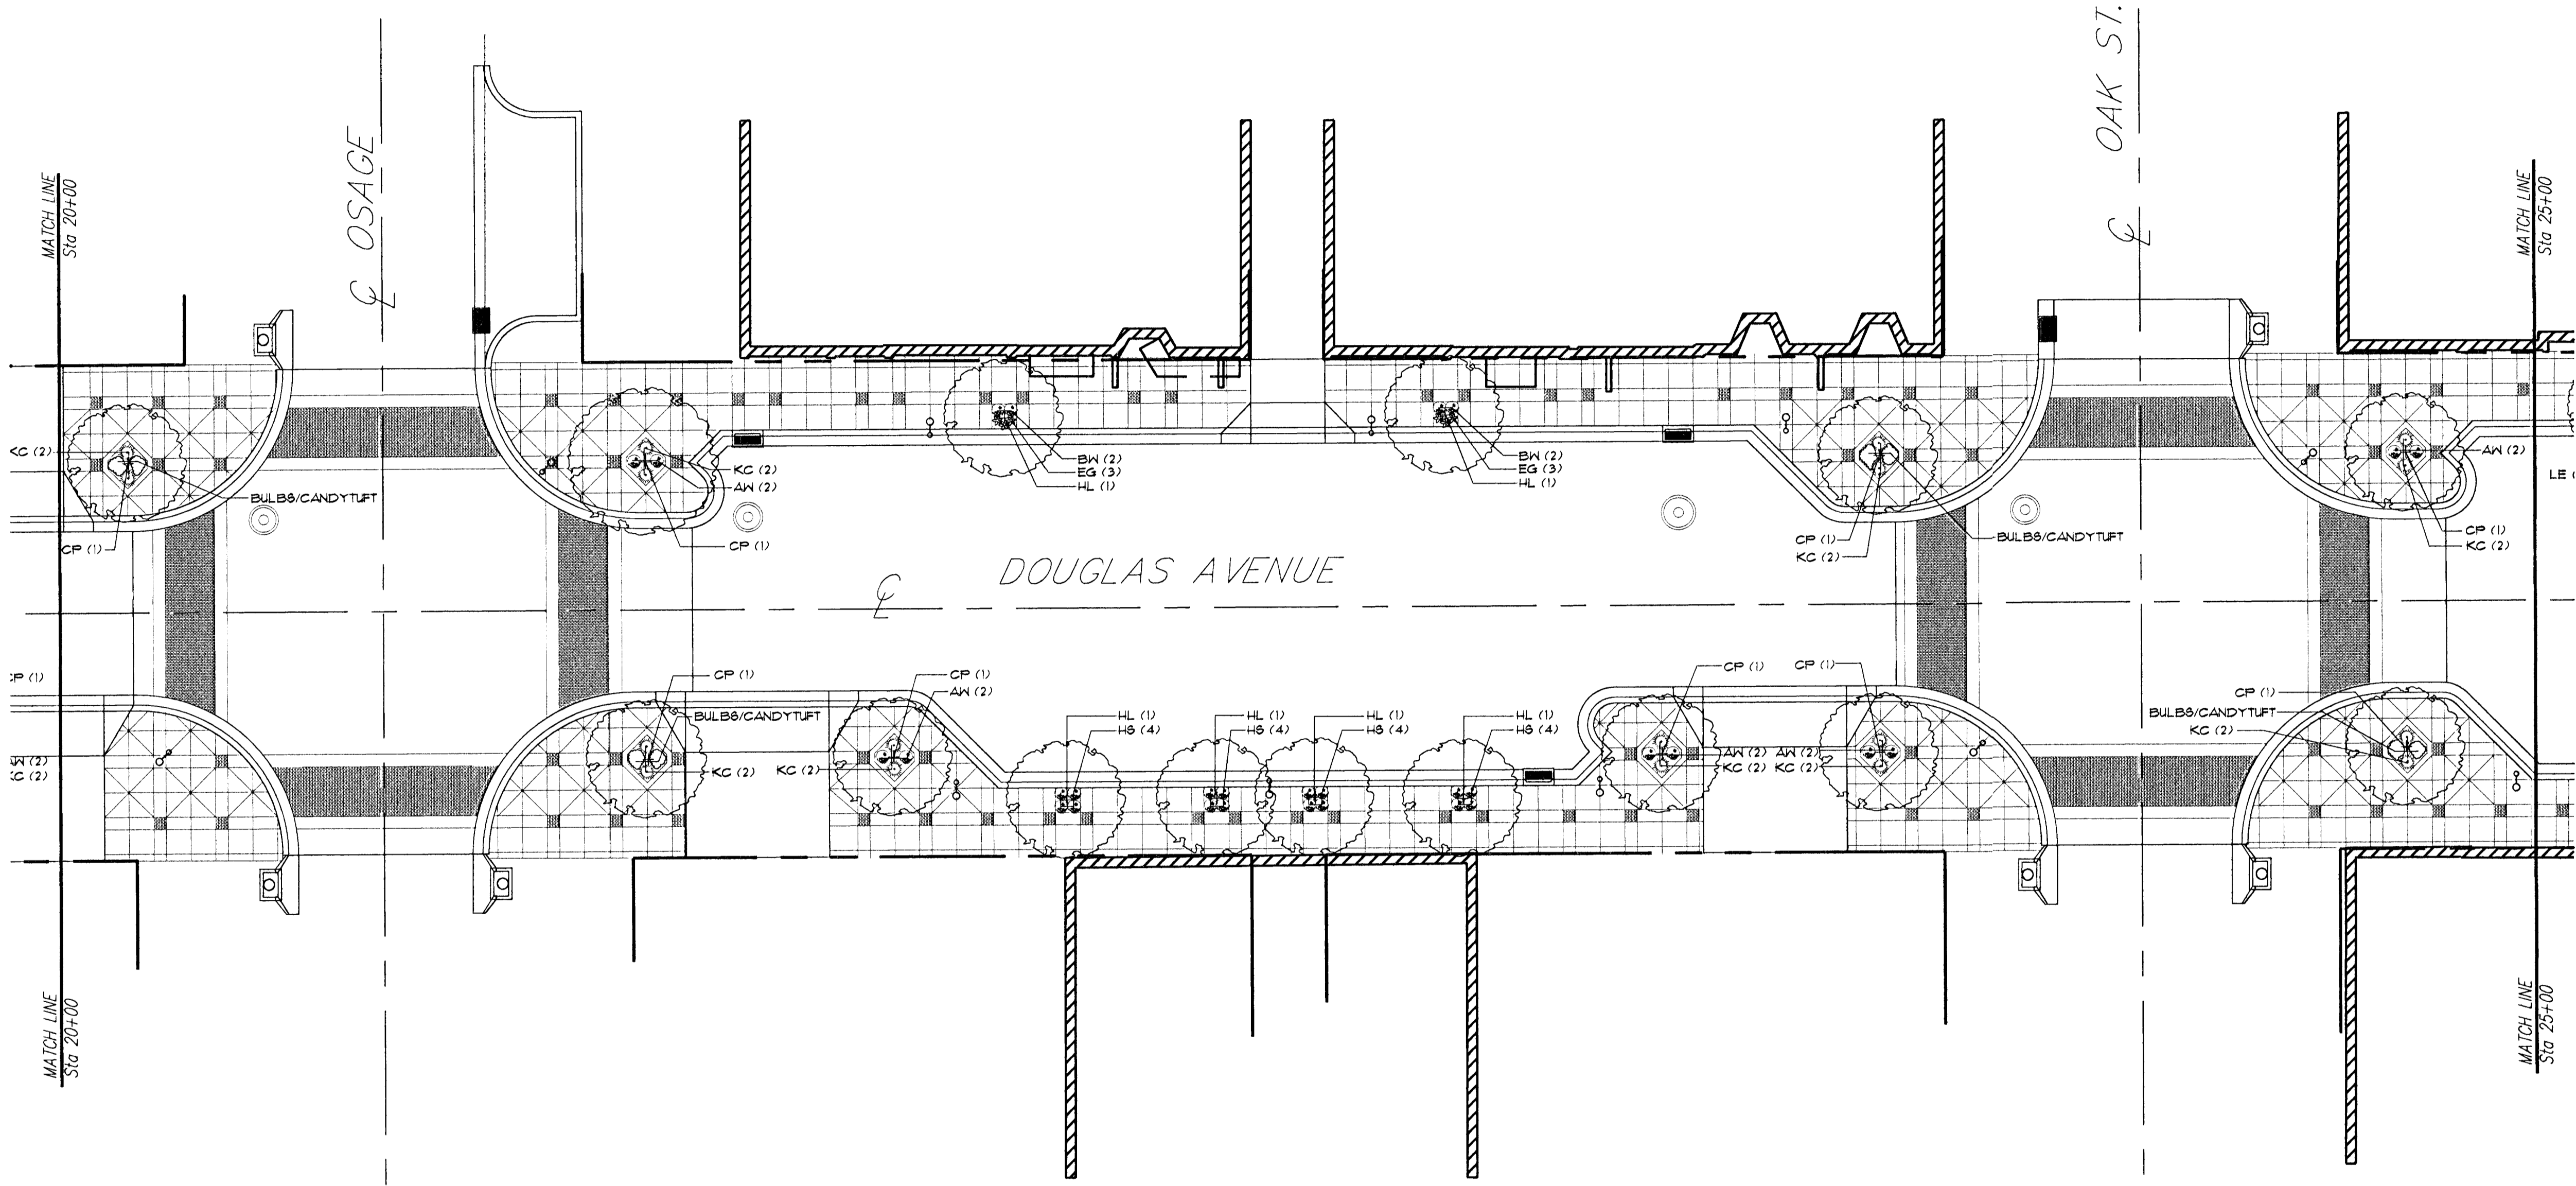 OSAGE
OAK ST.
MATCH LINE
Sta 20+00
MATCH LINE
Sta 25+00
KC (2)
BULBS/CANDYTUFT
CP (1)
KC (2)
AW (2)
CP (1)
BW (2)
EG (3)
HL (1)
BW (2)
EG (3)
HL (1)
CP (1)
KC (2)
BULBS/CANDYTUFT
AW (2)
LE
CP (1)
KC (2)
℄
DOUGLAS AVENUE
℄
℄
CP (1)
AW (2)
KC (2)
CP (1)
BULBS/CANDYTUFT
KC (2)
CP (1)
AW (2)
KC (2)
HL (1)
HS (4)
HL (1)
HS (4)
HL (1)
HS (4)
HL (1)
HS (4)
CP (1)
CP (1)
AW (2)
AW (2)
KC (2)
KC (2)
CP (1)
BULBS/CANDYTUFT
KC (2)
MATCH LINE
Sta 20+00
MATCH LINE
Sta 25+00